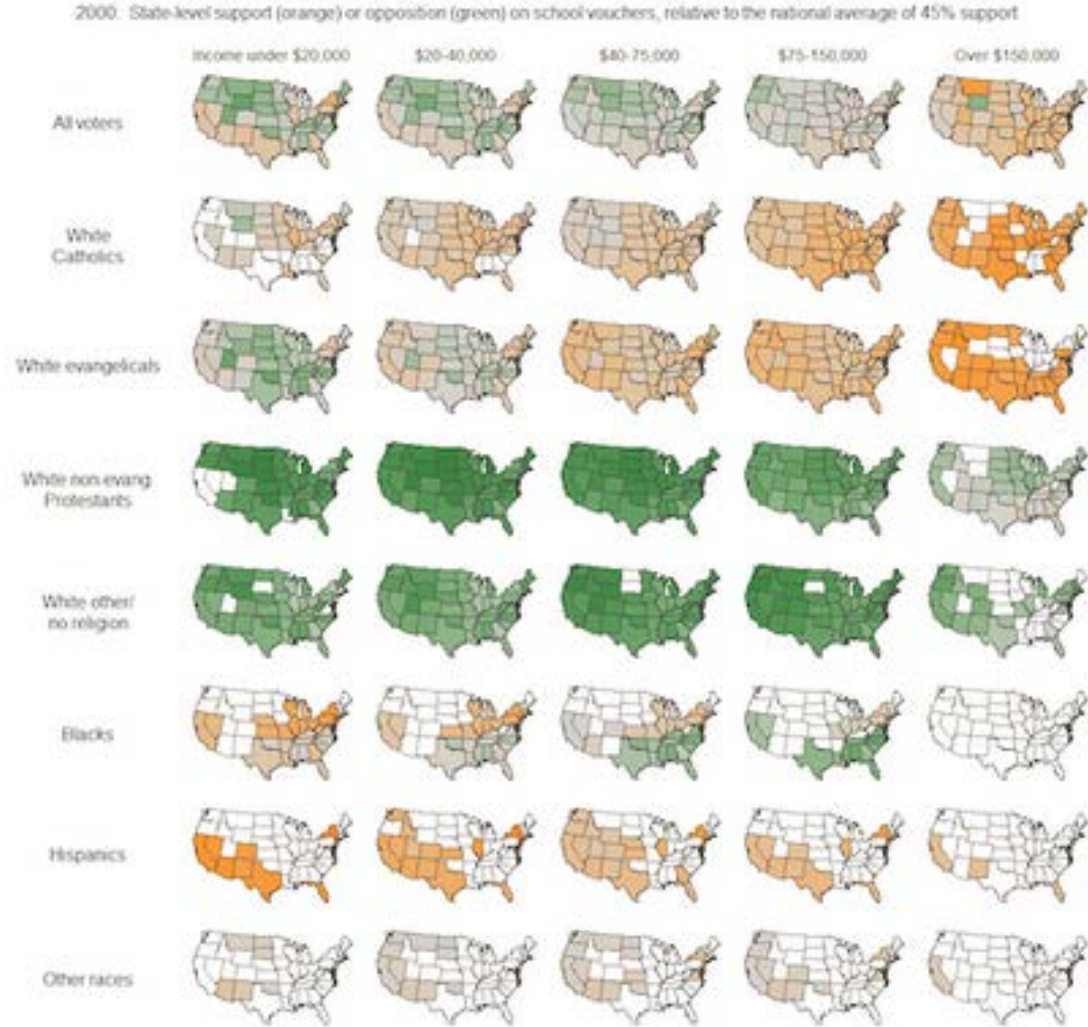 2000. State-level support (orange) or opposition (green) on school vouchers, relative to the national average of 45% support
Income under $20,000 $20-40,000 $40-75,000 $75-150,000 Over $150,000
All voters
White
Catholics
White evangelicals
White non evang.
Protestants
White other/
no religion
Blacks
Hispanics
Other races